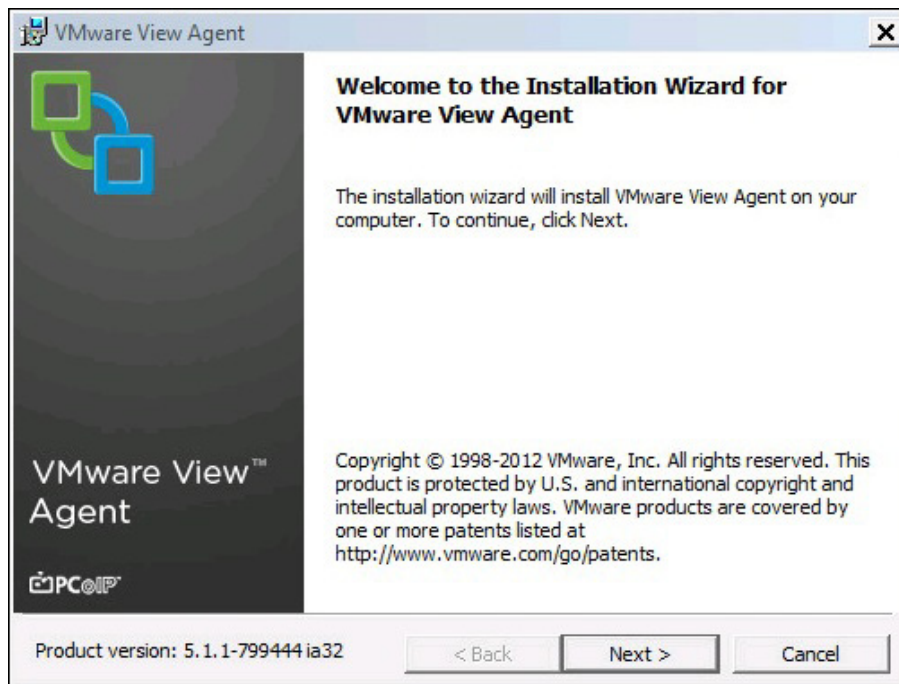 VMware View Agent
Welcome to the Installation Wizard for
VMware View Agent
The installation wizard will install VMware View Agent on your
computer. To continue, click Next.
VMware View™
Agent
PCoIP
Copyright © 1998-2012 VMware, Inc. All rights reserved. This
product is protected by U.S. and international copyright and
intellectual property laws. VMware products are covered by
one or more patents listed at
http://www.vmware.com/go/patents.
Product version: 5.1.1-799444 ia32
< Back
Next >
Cancel